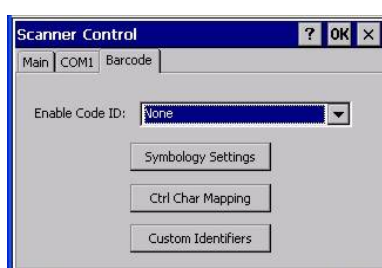 Scanner Control ? OK ×
Main COM1 Barcode
Enable Code ID: None
Symbology Settings
Ctrl Char Mapping
Custom Identifiers